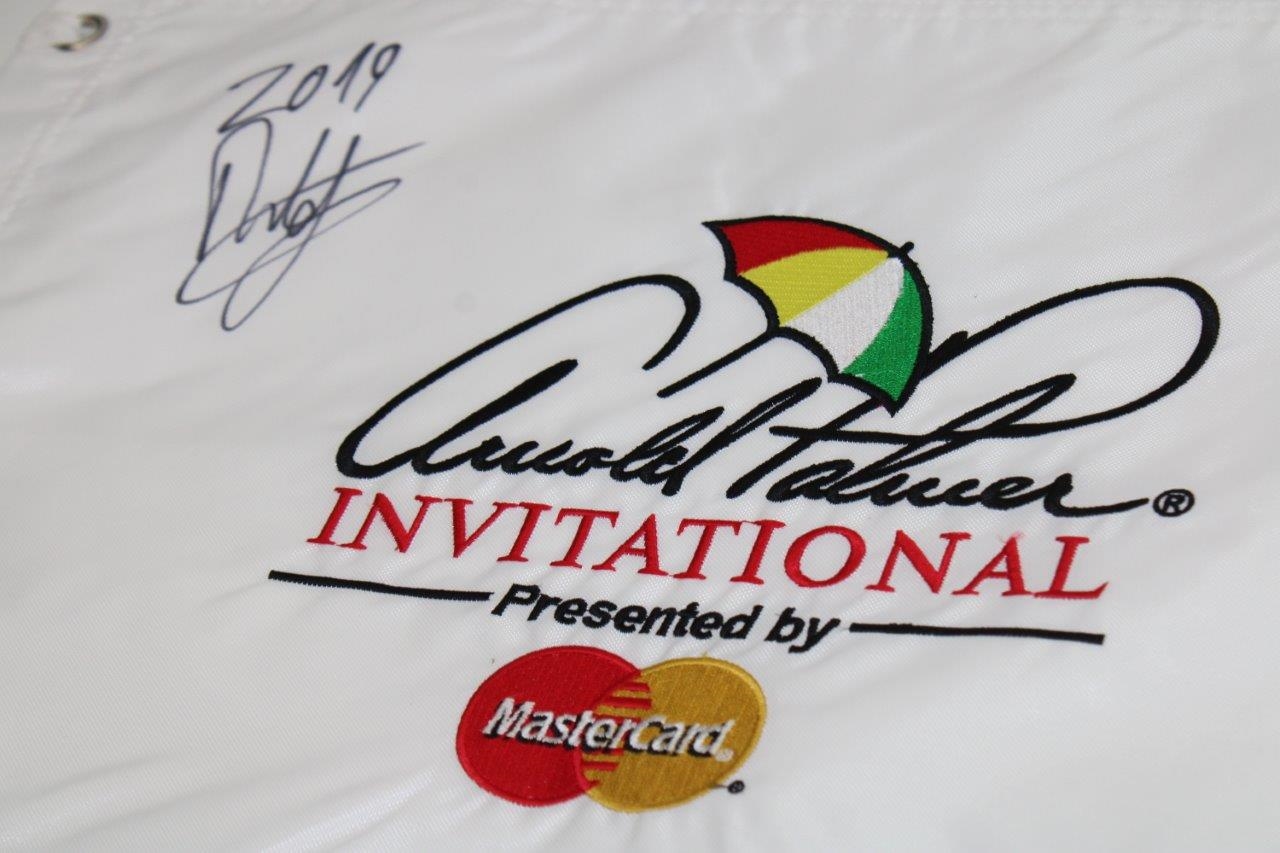 2019
Arnold Palmer ®
INVITATIONAL
Presented by
MasterCard ®